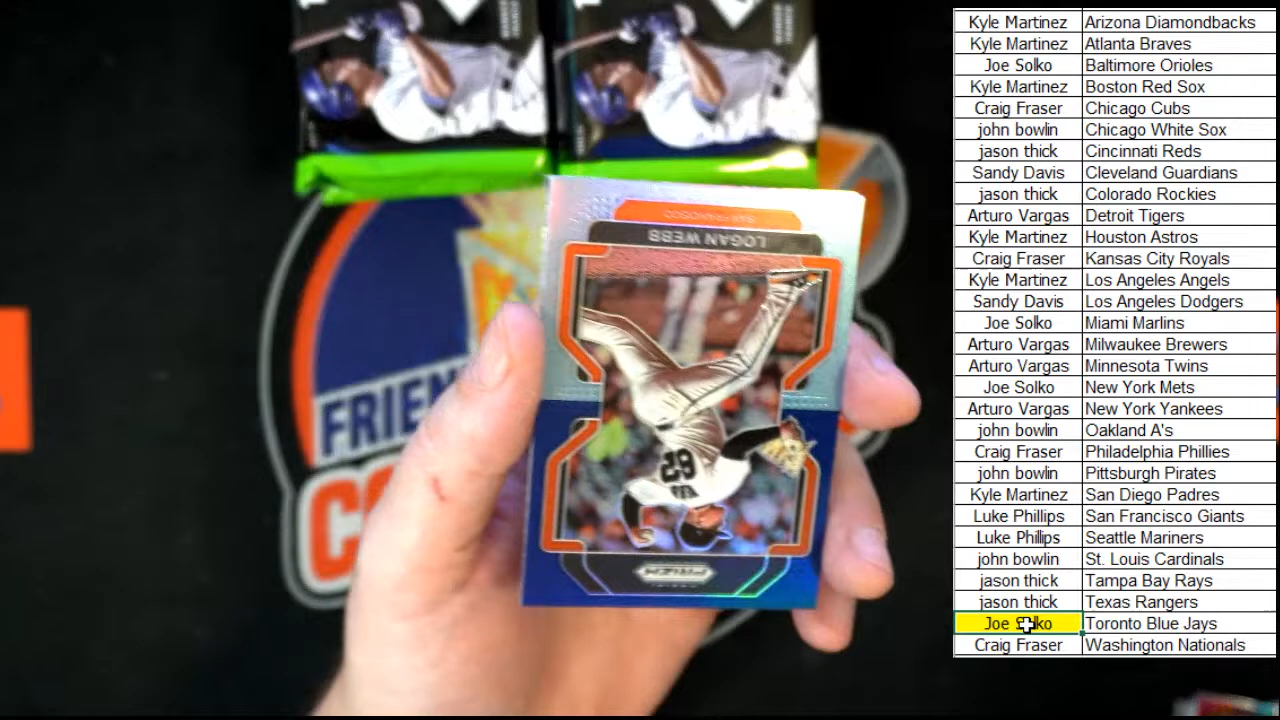 SAN FRANCISCO
LOGAN WEBB
62
PRIZM
FRIEN
CO
Kyle Martinez Arizona Diamondbacks
Kyle Martinez Atlanta Braves
Joe Solko Baltimore Orioles
Kyle Martinez Boston Red Sox
Craig Fraser Chicago Cubs
john bowlin Chicago White Sox
jason thick Cincinnati Reds
Sandy Davis Cleveland Guardians
jason thick Colorado Rockies
Arturo Vargas Detroit Tigers
Kyle Martinez Houston Astros
Craig Fraser Kansas City Royals
Kyle Martinez Los Angeles Angels
Sandy Davis Los Angeles Dodgers
Joe Solko Miami Marlins
Arturo Vargas Milwaukee Brewers
Arturo Vargas Minnesota Twins
Joe Solko New York Mets
Arturo Vargas New York Yankees
john bowlin Oakland A's
Craig Fraser Philadelphia Phillies
john bowlin Pittsburgh Pirates
Kyle Martinez San Diego Padres
Luke Phillips San Francisco Giants
Luke Phillips Seattle Mariners
john bowlin St. Louis Cardinals
jason thick Tampa Bay Rays
jason thick Texas Rangers
Joe Solko Toronto Blue Jays
Craig Fraser Washington Nationals